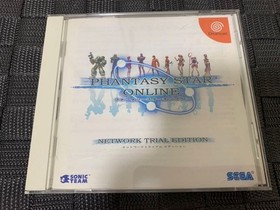 PHANTASY STAR
ONLINE
NETWORK TRIAL EDITION
SONIC
TEAM
SEGA